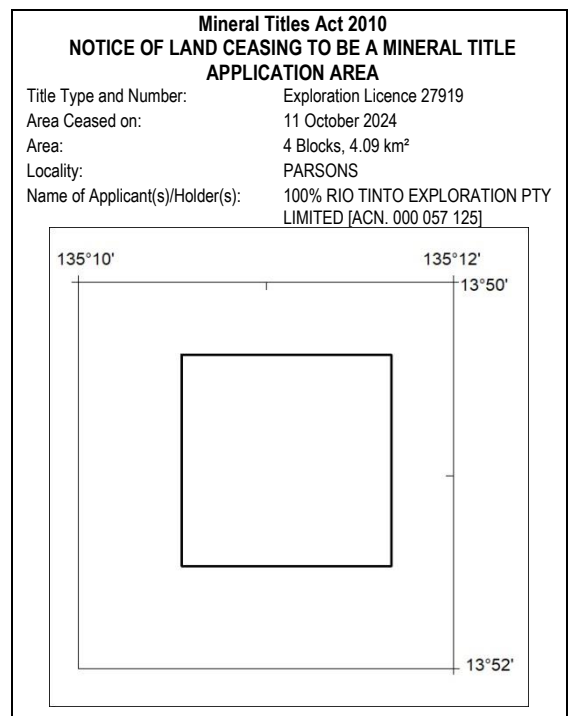 Mineral Titles Act 2010
NOTICE OF LAND CEASING TO BE A MINERAL TITLE
APPLICATION AREA
Title Type and Number: Exploration Licence 27919
Area Ceased on: 11 October 2024
Area: 4 Blocks, 4.09 km²
Locality: PARSONS
Name of Applicant(s)/Holder(s): 100% RIO TINTO EXPLORATION PTY
LIMITED [ACN. 000 057 125]
135°10' 135°12'
13°50'
13°52'